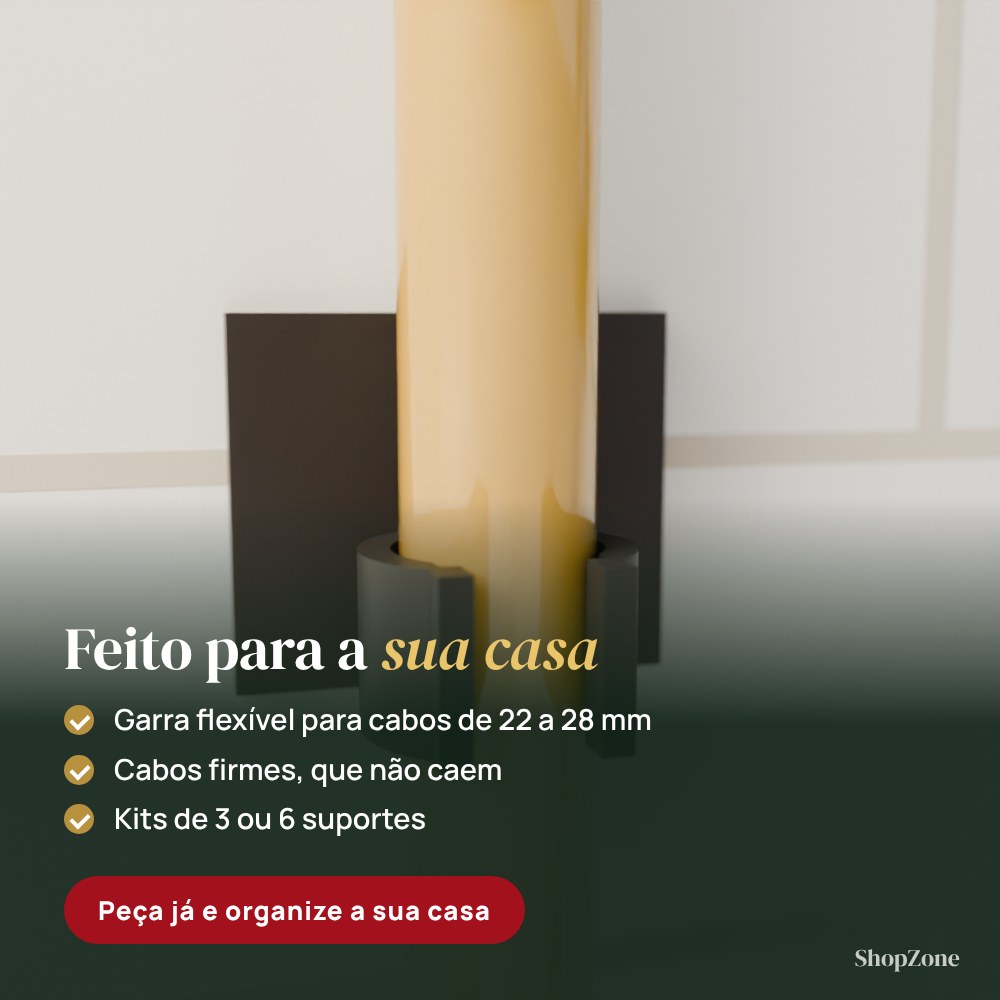 Feito para a sua casa
Garra flexível para cabos de 22 a 28 mm
Cabos firmes, que não caem
Kits de 3 ou 6 suportes
Peça já e organize a sua casa
ShopZone